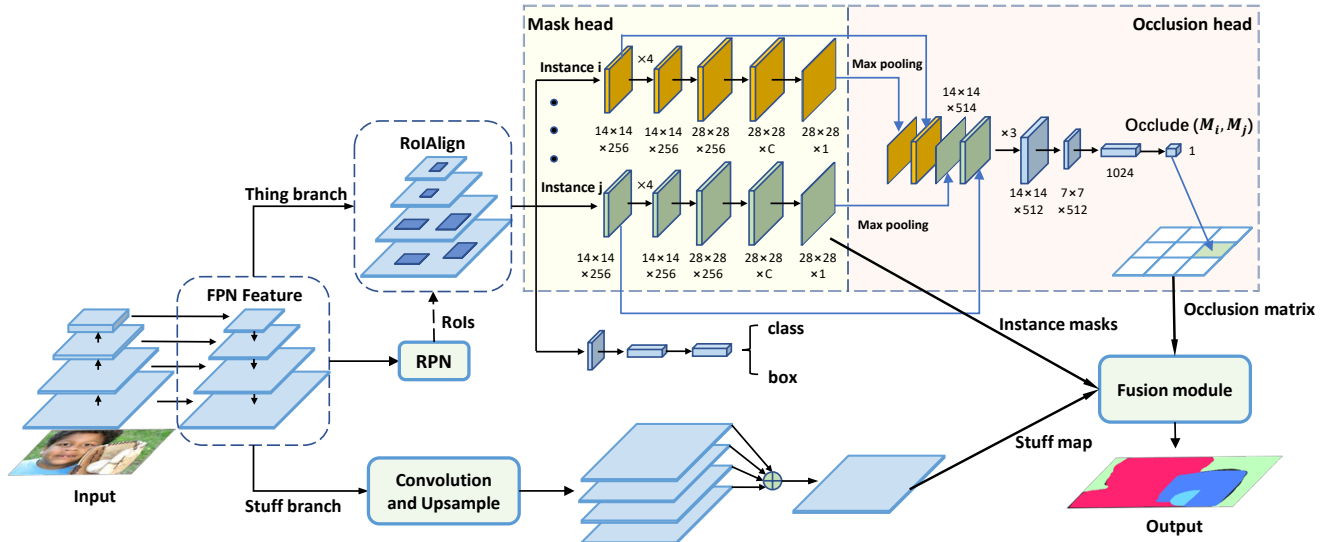 Mask head
Occlusion head
Instance i
×4
Max pooling
14×14
×256
14×14
×256
28×28
×256
28×28
×C
28×28
×1
14×14
×514
×3
Occlude (M_i, M_j)
1
1024
14×14
×512
7×7
×512
RoIAlign
Thing branch
Instance j
×4
Max pooling
14×14
×256
14×14
×256
28×28
×256
28×28
×C
28×28
×1
FPN Feature
RoIs
RPN
class
box
Instance masks
Occlusion matrix
Fusion module
Stuff map
Input
Stuff branch
Convolution
and Upsample
Output